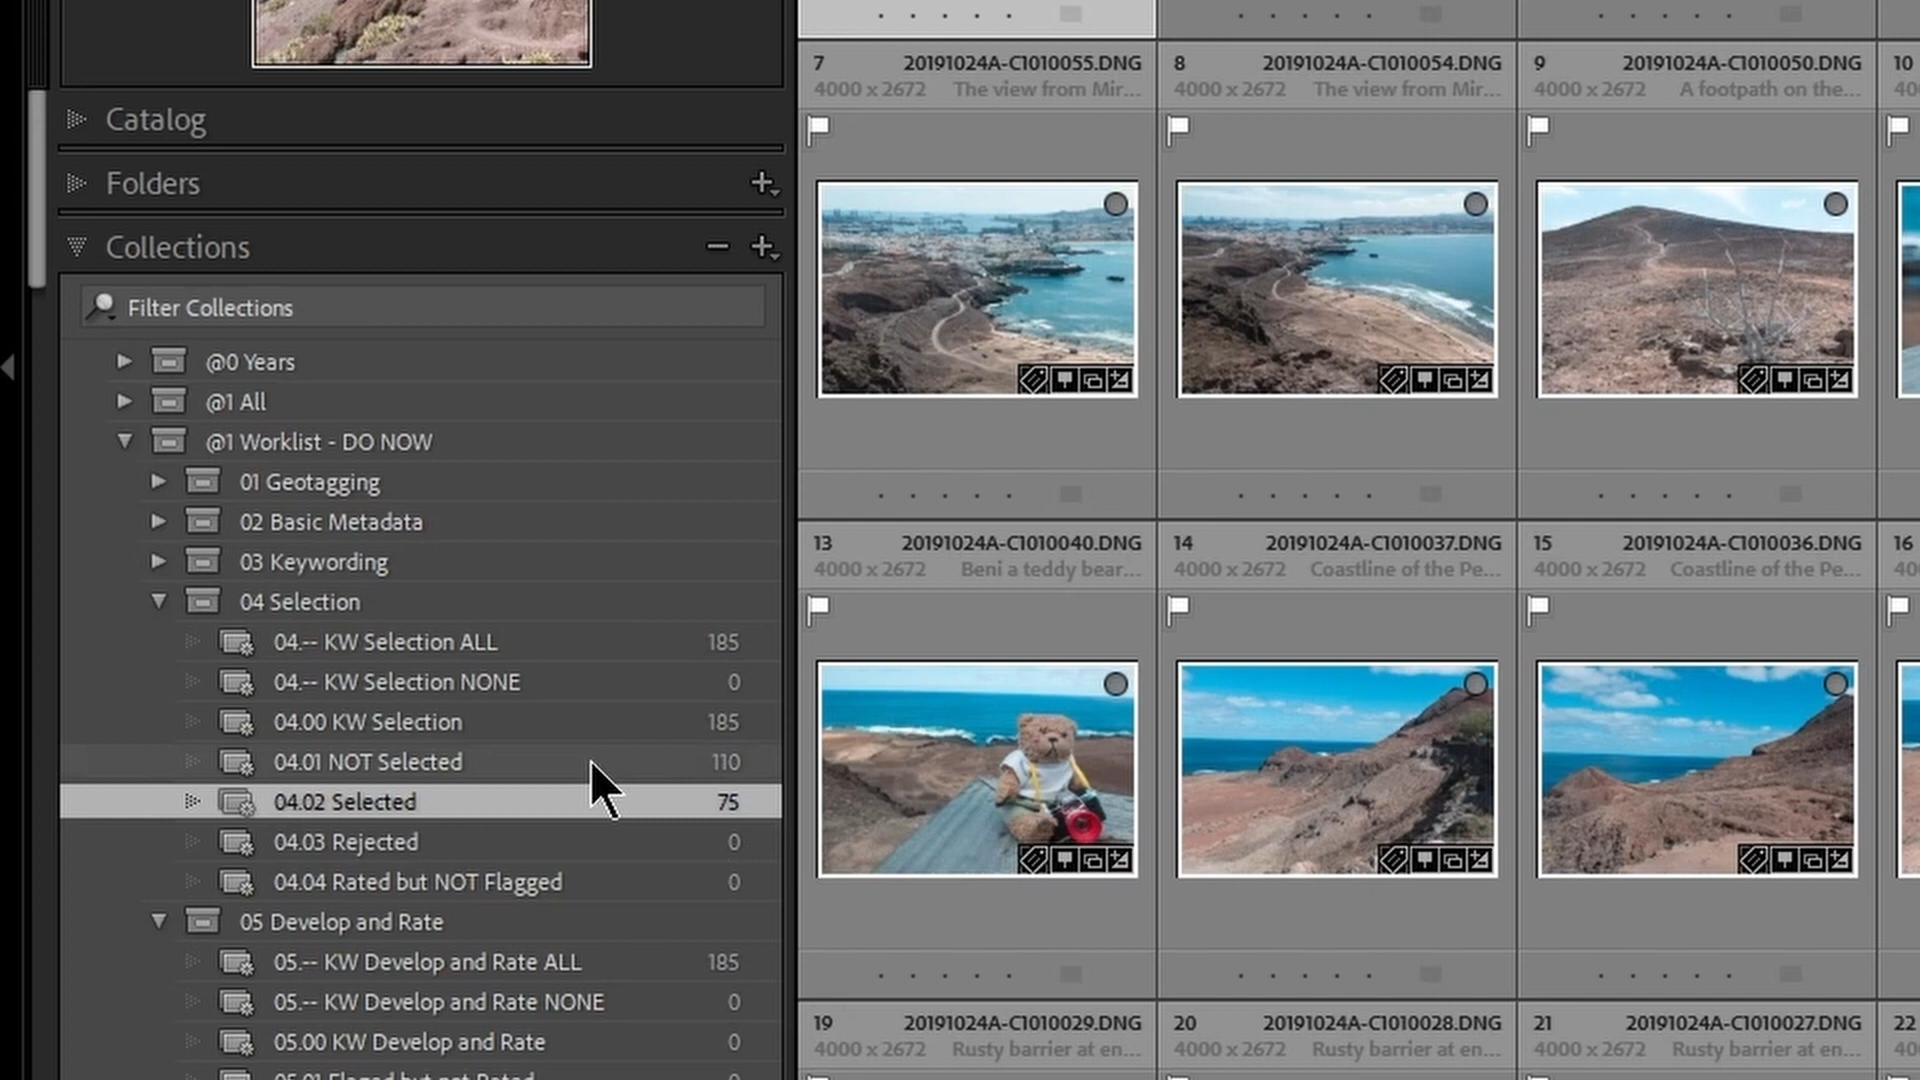 Catalog
Folders
Collections
Filter Collections
@0 Years
@1 All
@1 Worklist - DO NOW
01 Geotagging
02 Basic Metadata
03 Keywording
04 Selection
04.-- KW Selection ALL 185
04.-- KW Selection NONE 0
04.00 KW Selection 185
04.01 NOT Selected 110
04.02 Selected 75
04.03 Rejected 0
04.04 Rated but NOT Flagged 0
05 Develop and Rate
05.-- KW Develop and Rate ALL 185
05.-- KW Develop and Rate NONE 0
05.00 KW Develop and Rate 0
7 20191024A-C1010055.DNG
4000 x 2672 The view from Mir...
8 20191024A-C1010054.DNG
4000 x 2672 The view from Mir...
9 20191024A-C1010050.DNG
4000 x 2672 A footpath on the...
10
40
13 20191024A-C1010040.DNG
4000 x 2672 Beni a teddy bear...
14 20191024A-C1010037.DNG
4000 x 2672 Coastline of the Pe...
15 20191024A-C1010036.DNG
4000 x 2672 Coastline of the Pe...
16
40
19 20191024A-C1010029.DNG
4000 x 2672 Rusty barrier at en...
20 20191024A-C1010028.DNG
4000 x 2672 Rusty barrier at en...
21 20191024A-C1010027.DNG
4000 x 2672 Rusty barrier at en...
22
40